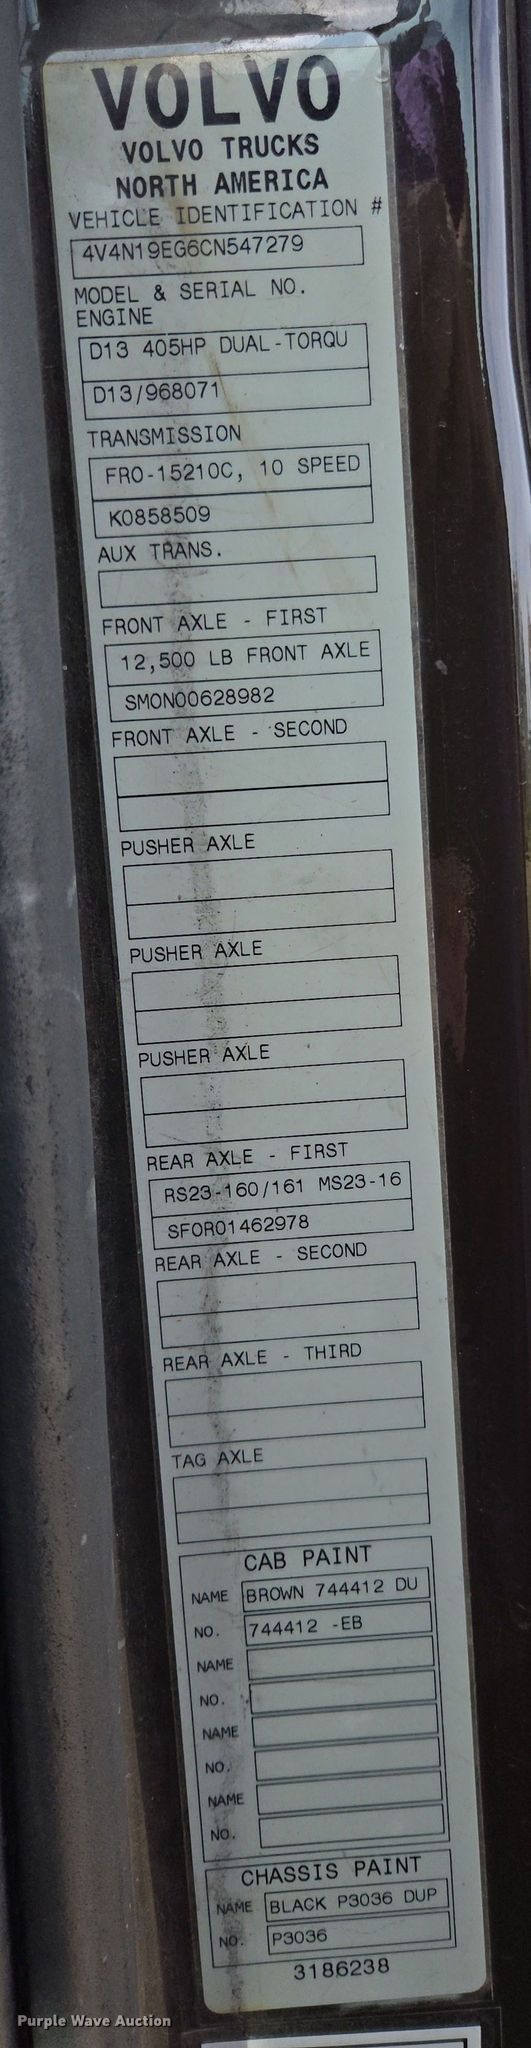 VOLVO
VOLVO TRUCKS
NORTH AMERICA
VEHICLE IDENTIFICATION #
4V4N19EG6CN547279
MODEL & SERIAL NO.
ENGINE
D13 405HP DUAL-TORQU
D13/968071
TRANSMISSION
FRO-15210C, 10 SPEED
K0858509
AUX TRANS.
FRONT AXLE - FIRST
12,500 LB FRONT AXLE
SMON00628982
FRONT AXLE - SECOND
PUSHER AXLE
PUSHER AXLE
PUSHER AXLE
REAR AXLE - FIRST
RS23-160/161 MS23-16
SFOR01462978
REAR AXLE - SECOND
REAR AXLE - THIRD
TAG AXLE
CAB PAINT
NAME BROWN 744412 DU
NO. 744412 -EB
NAME
NO.
NAME
NO.
NAME
NO.
CHASSIS PAINT
NAME BLACK P3036 DUP
NO. P3036
3186238
Purple Wave Auction